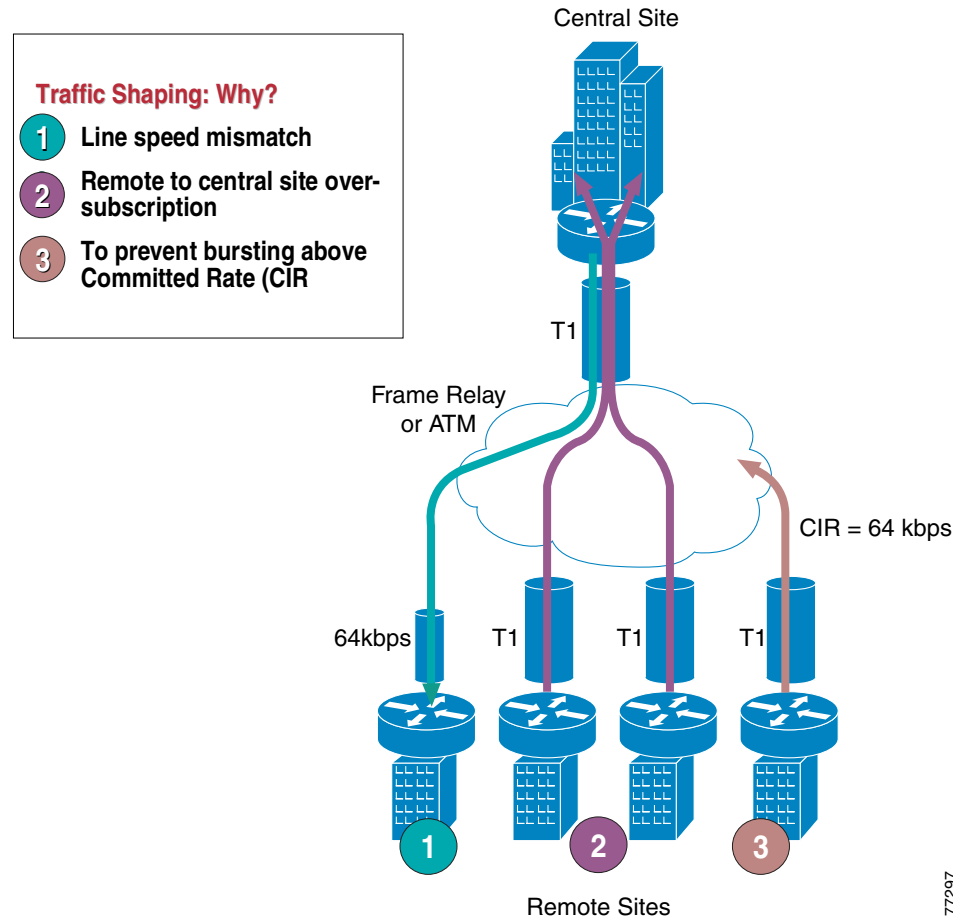 Central Site
Traffic Shaping: Why?
1 Line speed mismatch
2 Remote to central site over-
subscription
3 To prevent bursting above
Committed Rate (CIR
T1
Frame Relay
or ATM
CIR = 64 kbps
64kbps
T1
T1
T1
1
2
3
Remote Sites
77297